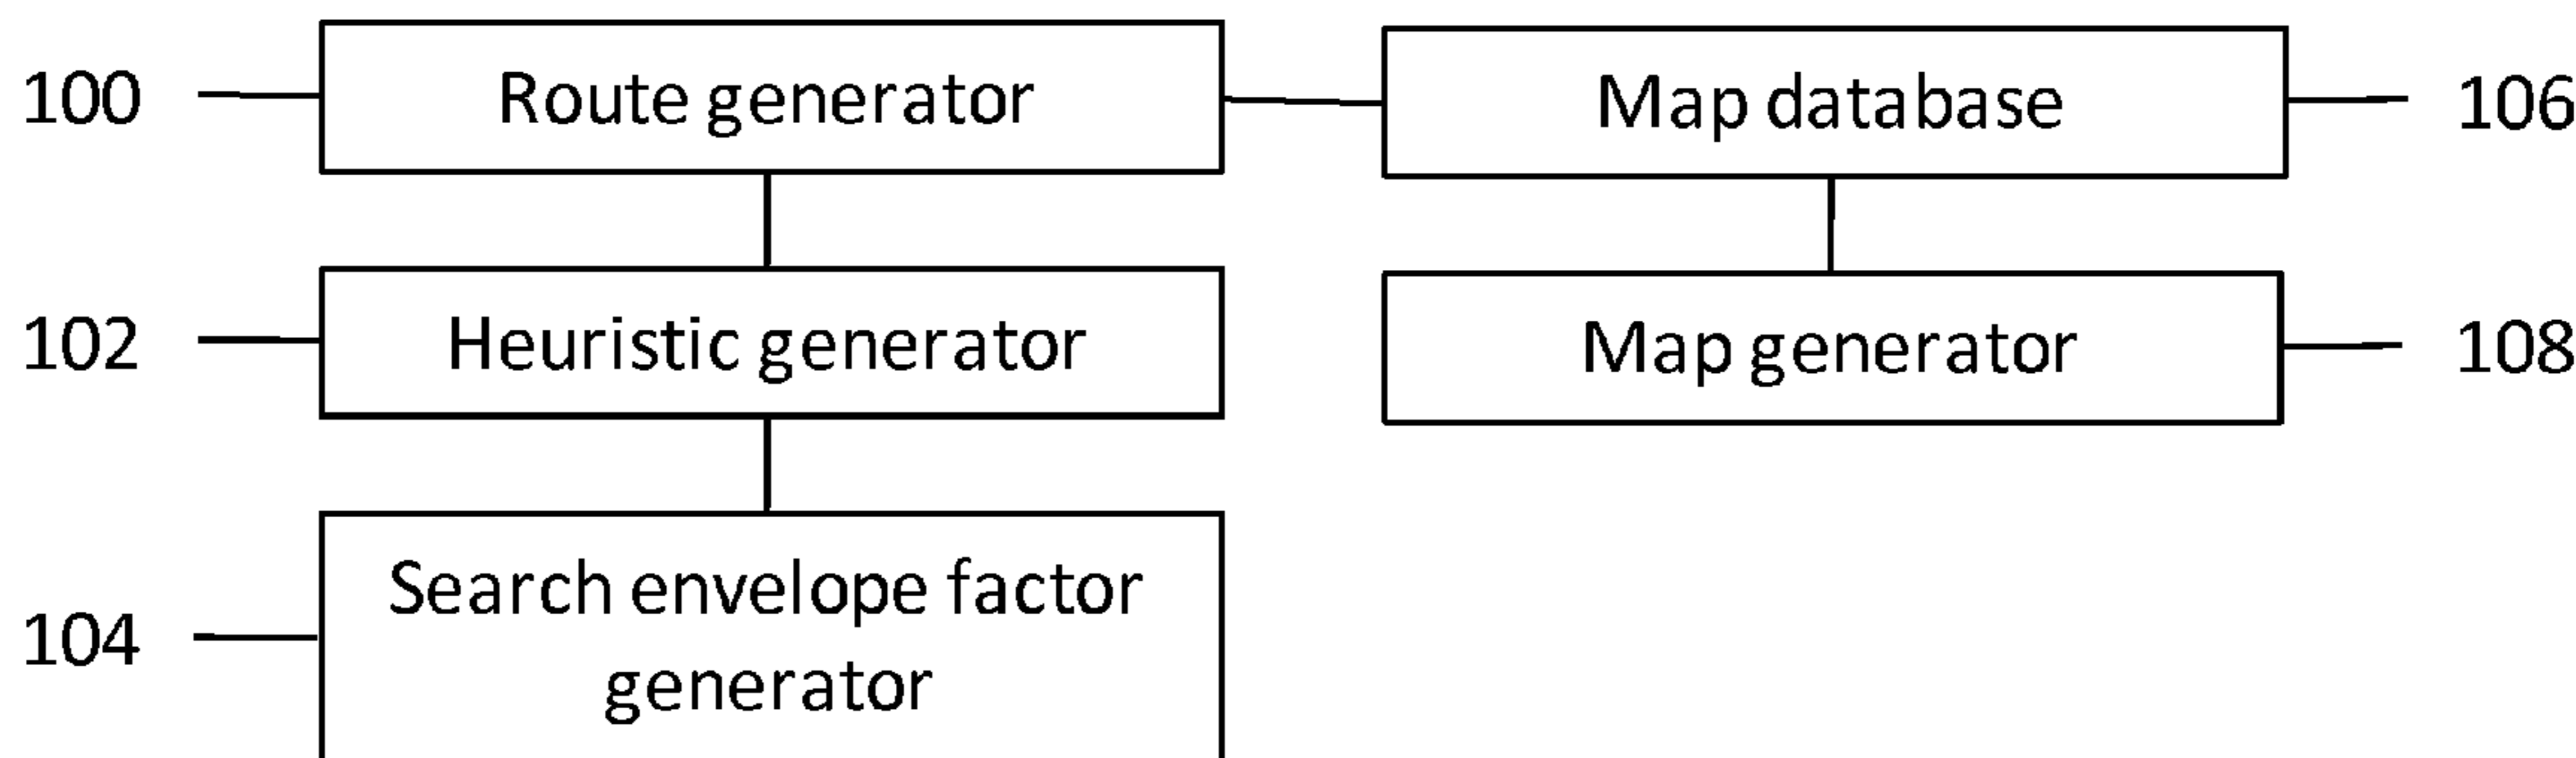 100 Route generator Map database 106
102 Heuristic generator Map generator 108
Search envelope factor
104
generator